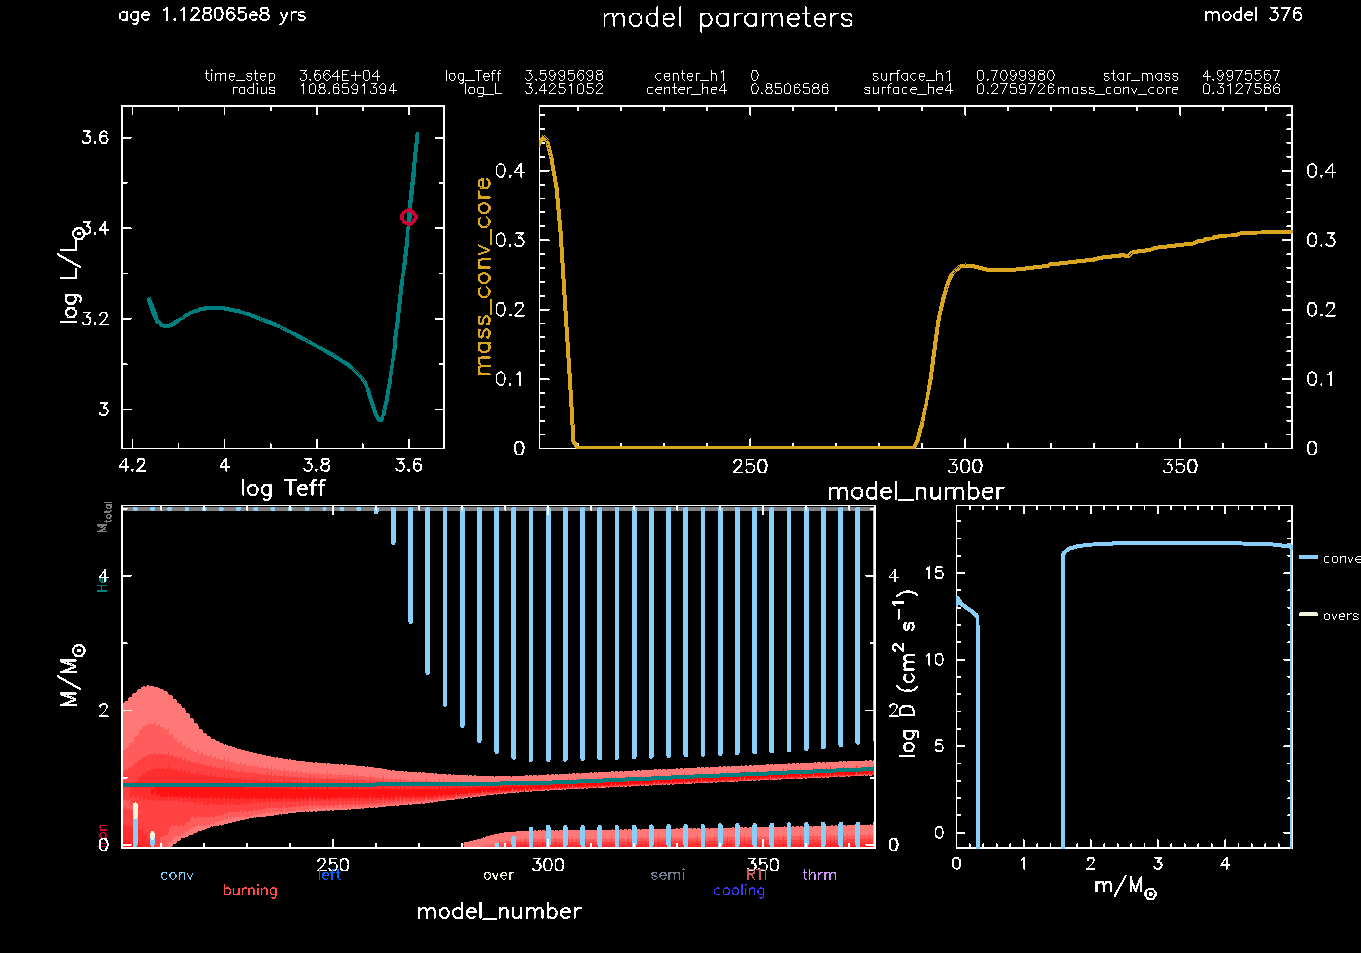 age 1.128065e8 yrs model parameters model 376
time_step 3.664E+04 log_Teff 3.5995698 center_h1 0 surface_h1 0.7099980 star_mass 4.9975567
radius 108.6591394 log_L 3.4251052 center_he4 0.8506586 surface_he4 0.2759726 mass_conv_core 0.3127586
3.6
3.4
3.2
3
log L/L☉
4.2 4 3.8 3.6
log Teff
mass_conv_core
0.4
0.3
0.2
0.1
0
0.4
0.3
0.2
0.1
0
250 300 350
model_number
M_total
He
4
2
0
M/M☉
4
2
0
250 300 350
conv left over semi RTI thrm
burning cooling
model_number
log D (cm² s⁻¹)
15
10
5
0
0 1 2 3 4
m/M☉
conve
overs